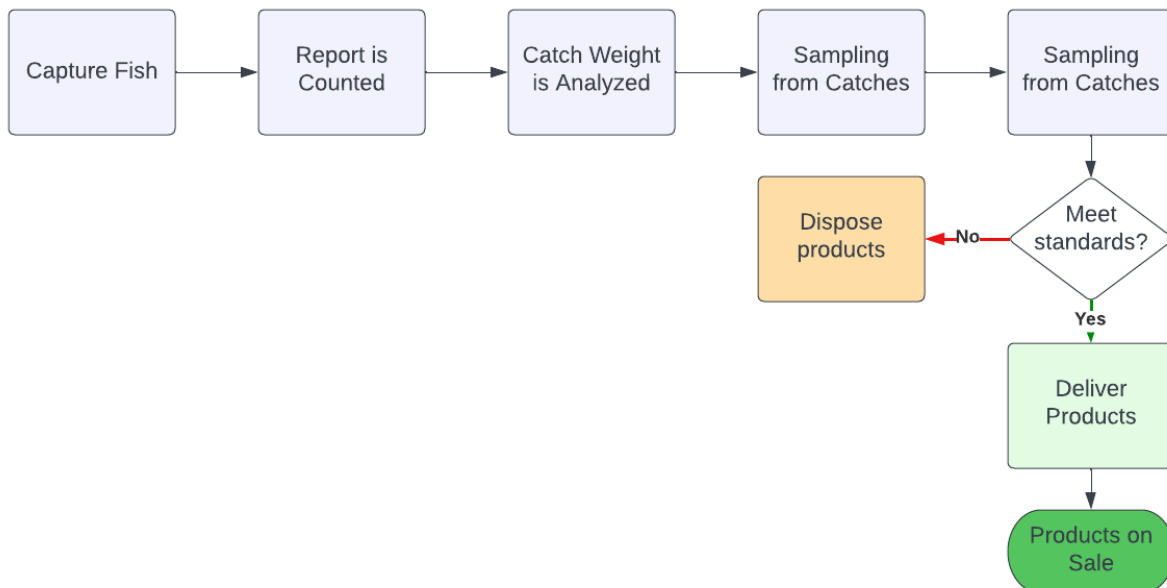 Capture Fish
Report is
Counted
Catch Weight
is Analyzed
Sampling
from Catches
Sampling
from Catches
Meet
standards?
No
Dispose
products
Yes
Deliver
Products
Products on
Sale